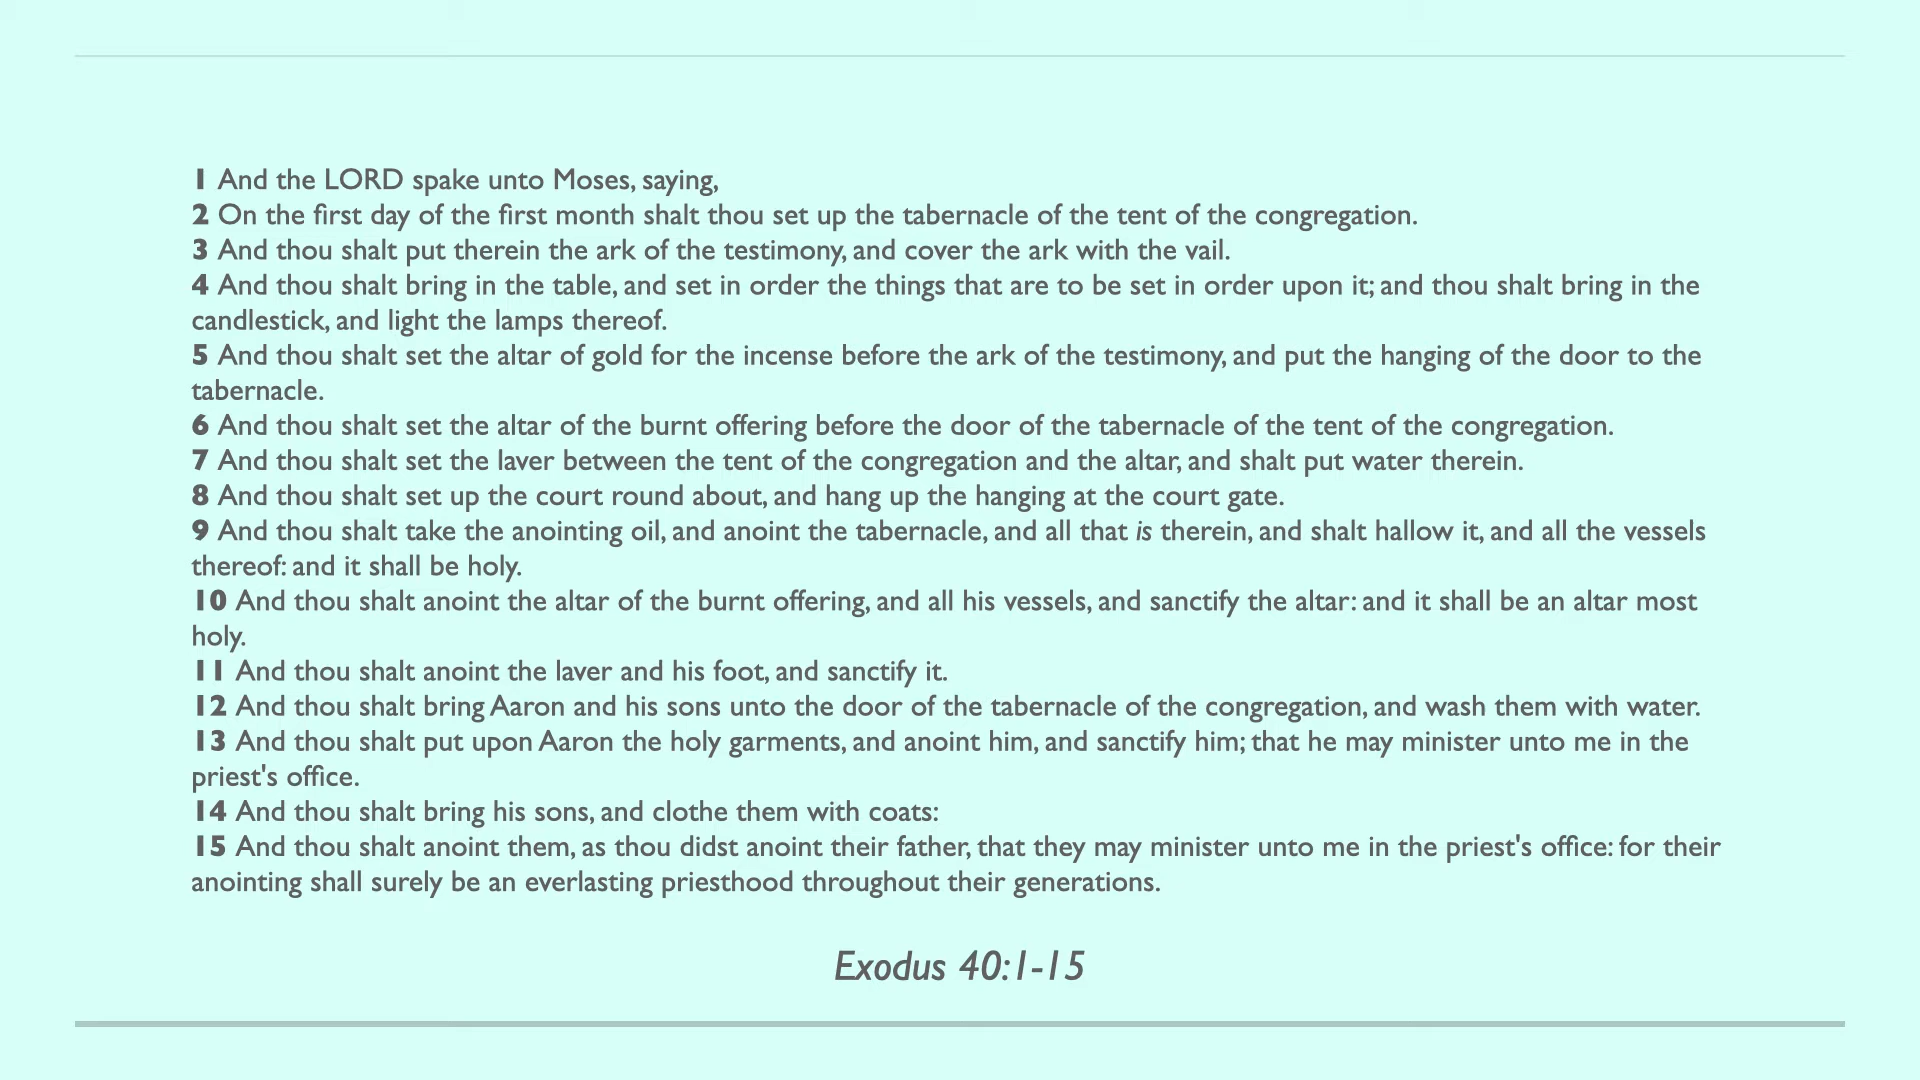 1 And the LORD spake unto Moses, saying,
2 On the first day of the first month shalt thou set up the tabernacle of the tent of the congregation.
3 And thou shalt put therein the ark of the testimony, and cover the ark with the vail.
4 And thou shalt bring in the table, and set in order the things that are to be set in order upon it; and thou shalt bring in the
candlestick, and light the lamps thereof.
5 And thou shalt set the altar of gold for the incense before the ark of the testimony, and put the hanging of the door to the
tabernacle.
6 And thou shalt set the altar of the burnt offering before the door of the tabernacle of the tent of the congregation.
7 And thou shalt set the laver between the tent of the congregation and the altar, and shalt put water therein.
8 And thou shalt set up the court round about, and hang up the hanging at the court gate.
9 And thou shalt take the anointing oil, and anoint the tabernacle, and all that is therein, and shalt hallow it, and all the vessels
thereof: and it shall be holy.
10 And thou shalt anoint the altar of the burnt offering, and all his vessels, and sanctify the altar: and it shall be an altar most
holy.
11 And thou shalt anoint the laver and his foot, and sanctify it.
12 And thou shalt bring Aaron and his sons unto the door of the tabernacle of the congregation, and wash them with water.
13 And thou shalt put upon Aaron the holy garments, and anoint him, and sanctify him; that he may minister unto me in the
priest's office.
14 And thou shalt bring his sons, and clothe them with coats:
15 And thou shalt anoint them, as thou didst anoint their father, that they may minister unto me in the priest's office: for their
anointing shall surely be an everlasting priesthood throughout their generations.
Exodus 40:1-15